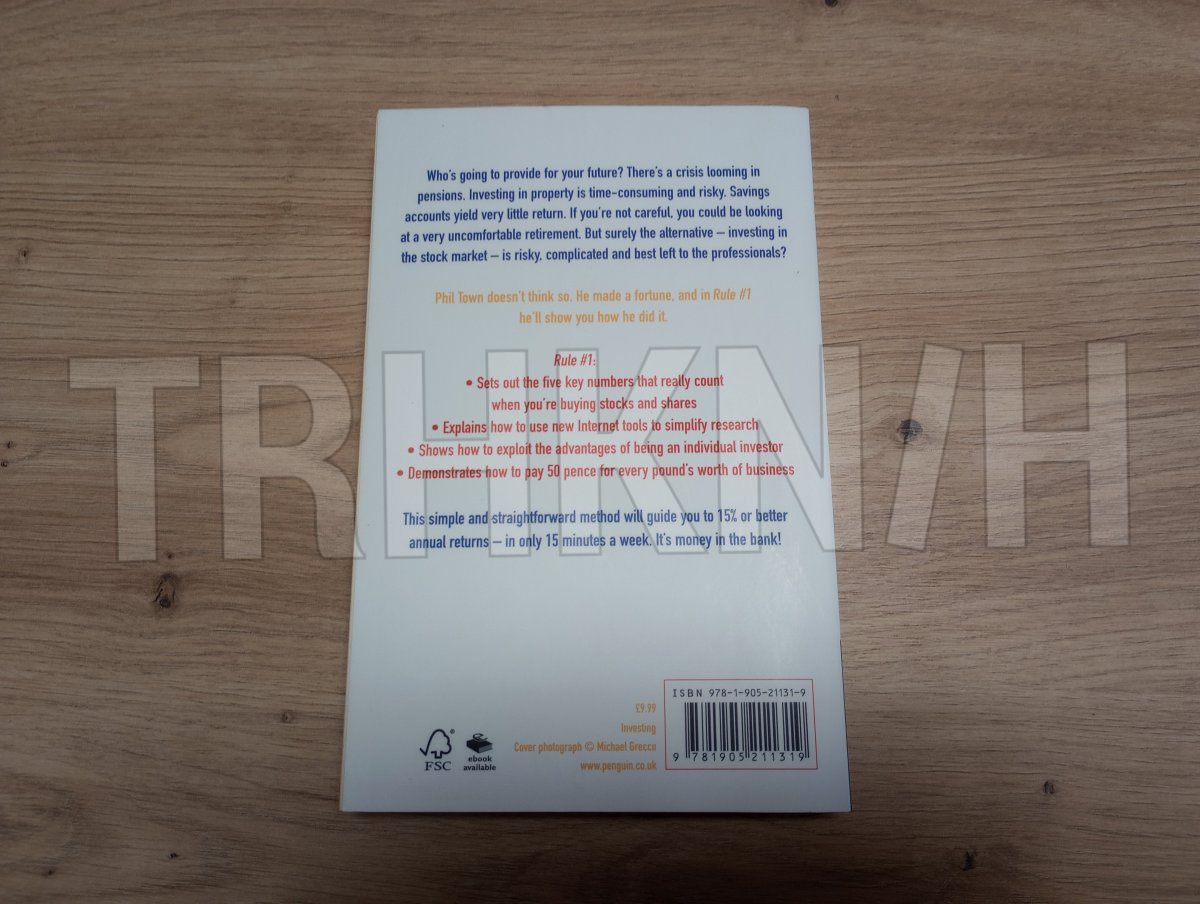 Who's going to provide for your future? There's a crisis looming in
pensions. Investing in property is time-consuming and risky. Savings
accounts yield very little return. If you're not careful, you could be looking
at a very uncomfortable retirement. But surely the alternative – investing in
the stock market – is risky, complicated and best left to the professionals?
Phil Town doesn't think so. He made a fortune, and in Rule #1
he'll show you how he did it.
Rule #1:
• Sets out the five key numbers that really count
when you're buying stocks and shares
• Explains how to use new Internet tools to simplify research
• Shows how to exploit the advantages of being an individual investor
• Demonstrates how to pay 50 pence for every pound's worth of business
TRHKN/H
This simple and straightforward method will guide you to 15% or better
annual returns – in only 15 minutes a week. It's money in the bank!
£9.99
Investing
Cover photograph © Michael Grecco
www.penguin.co.uk
FSC®
ebook
available
ISBN 978-1-905-21131-9
9 781905 211319